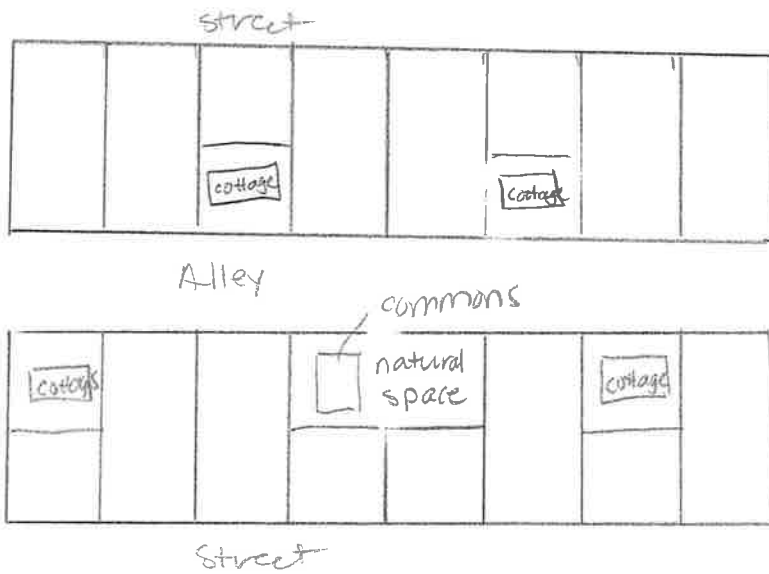 street
cottage
cottage
Alley
commons
natural
space
cottage
cottage
Street